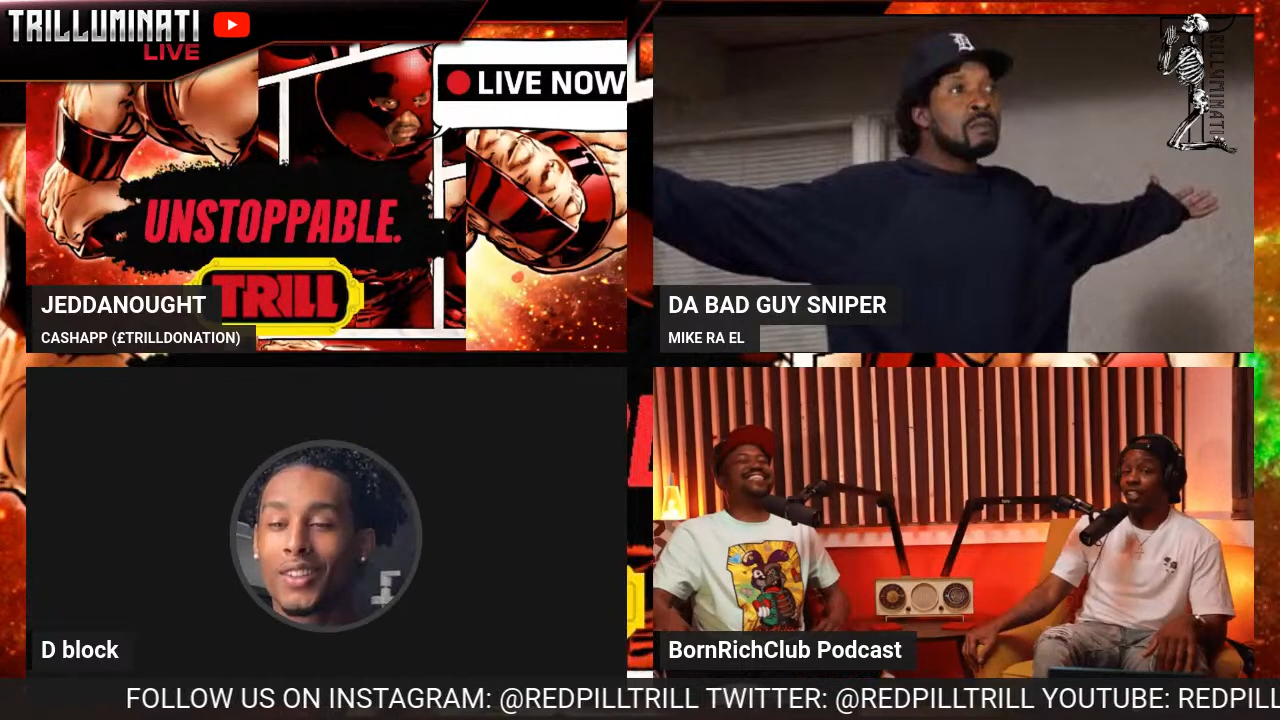 TRILLUMINATI
LIVE
LIVE NOW
UNSTOPPABLE.
TRILL
JEDDANOUGHT
CASHAPP (£TRILLDONATION)
TRILLUMINATI
DA BAD GUY SNIPER
MIKE RA EL
D block
BornRichClub Podcast
FOLLOW US ON INSTAGRAM: @REDPILLTRILL TWITTER: @REDPILLTRILL YOUTUBE: REDPILL